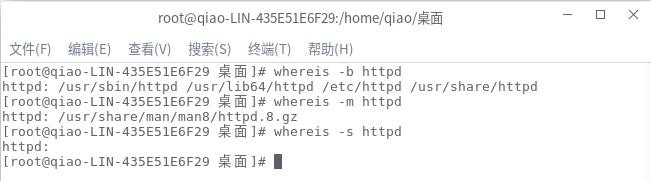 root@qiao-LIN-435E51E6F29:/home/qiao/桌面
文件(F) 编辑(E) 查看(V) 搜索(S) 终端(T) 帮助(H)
[root@qiao-LIN-435E51E6F29 桌面]# whereis -b httpd
httpd: /usr/sbin/httpd /usr/lib64/httpd /etc/httpd /usr/share/httpd
[root@qiao-LIN-435E51E6F29 桌面]# whereis -m httpd
httpd: /usr/share/man/man8/httpd.8.gz
[root@qiao-LIN-435E51E6F29 桌面]# whereis -s httpd
httpd:
[root@qiao-LIN-435E51E6F29 桌面]#